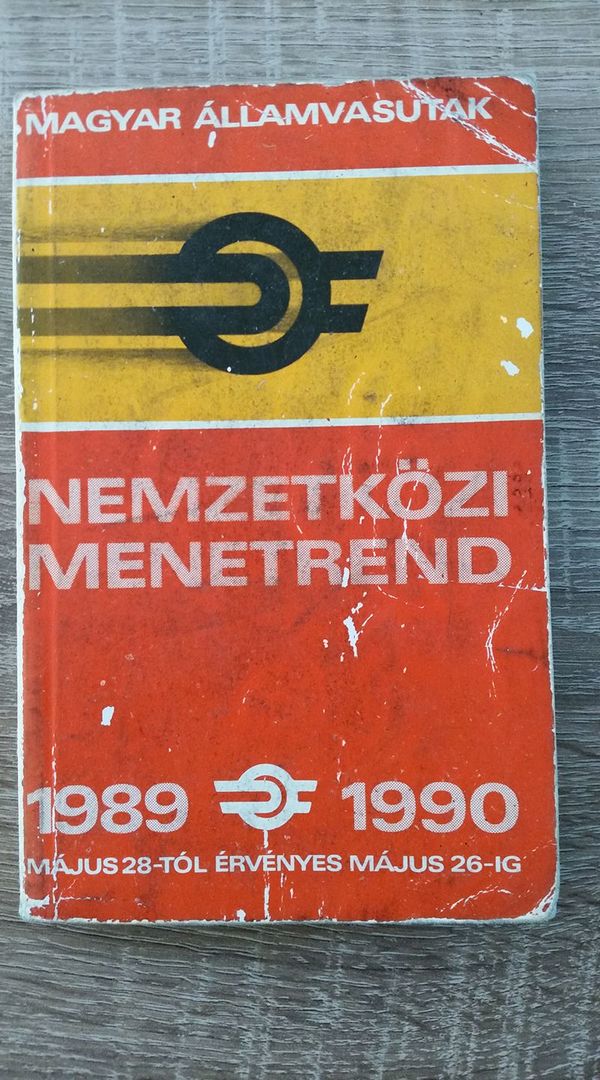 MAGYAR ÁLLAMVASUTAK
NEMZETKÖZI
MENETREND
1989 1990
MÁJUS 28-TÓL ÉRVÉNYES MÁJUS 26-IG